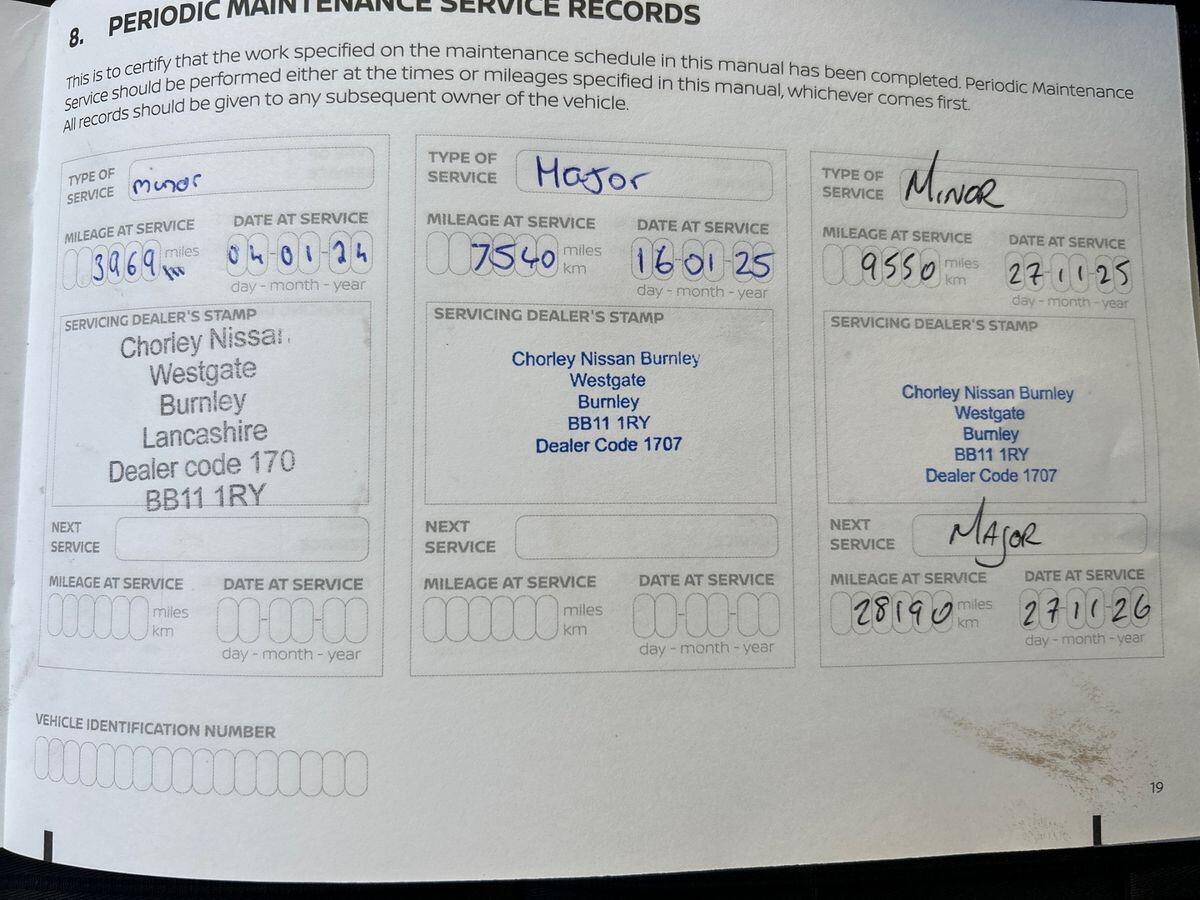 8. PERIODIC MAINTENANCE SERVICE RECORDS
This is to certify that the work specified on the maintenance schedule in this manual has been completed. Periodic Maintenance
Service should be performed either at the times or mileages specified in this manual, whichever comes first.
All records should be given to any subsequent owner of the vehicle.
TYPE OF
SERVICE minor
MILEAGE AT SERVICE DATE AT SERVICE
3969 miles 04-01-24
km
day - month - year
SERVICING DEALER'S STAMP
Chorley Nissan
Westgate
Burnley
Lancashire
Dealer code 170
BB11 1RY
NEXT
SERVICE
MILEAGE AT SERVICE DATE AT SERVICE
miles
km
day - month - year
TYPE OF
SERVICE Major
MILEAGE AT SERVICE DATE AT SERVICE
7540 miles 16-01-25
km
day - month - year
SERVICING DEALER'S STAMP
Chorley Nissan Burnley
Westgate
Burnley
BB11 1RY
Dealer Code 1707
NEXT
SERVICE
MILEAGE AT SERVICE DATE AT SERVICE
miles
km
day - month - year
TYPE OF
SERVICE MINOR
MILEAGE AT SERVICE DATE AT SERVICE
9550 miles 27-11-25
km
day - month - year
SERVICING DEALER'S STAMP
Chorley Nissan Burnley
Westgate
Burnley
BB11 1RY
Dealer Code 1707
NEXT
SERVICE MAJOR
MILEAGE AT SERVICE DATE AT SERVICE
28190 miles 27-11-26
km
day - month - year
VEHICLE IDENTIFICATION NUMBER
19